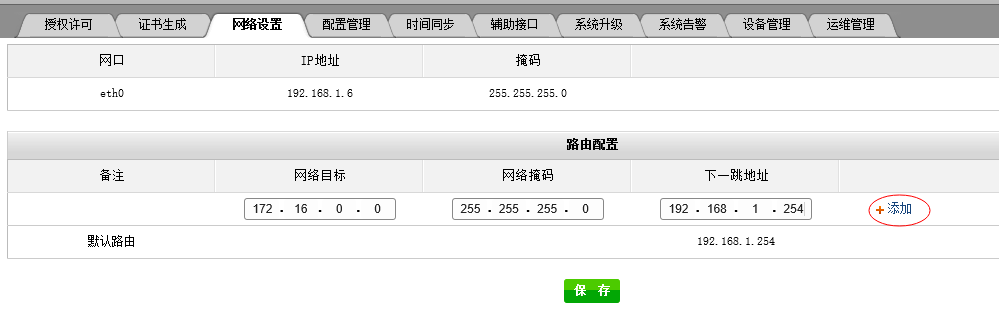 授权许可 证书生成 网络设置 配置管理 时间同步 辅助接口 系统升级 系统告警 设备管理 运维管理
网口 IP地址 掩码
eth0 192.168.1.6 255.255.255.0
路由配置
备注 网络目标 网络掩码 下一跳地址
172 . 16 . 0 . 0 255 . 255 . 255 . 0 192 . 168 . 1 . 254 +添加
默认路由 192.168.1.254
保 存